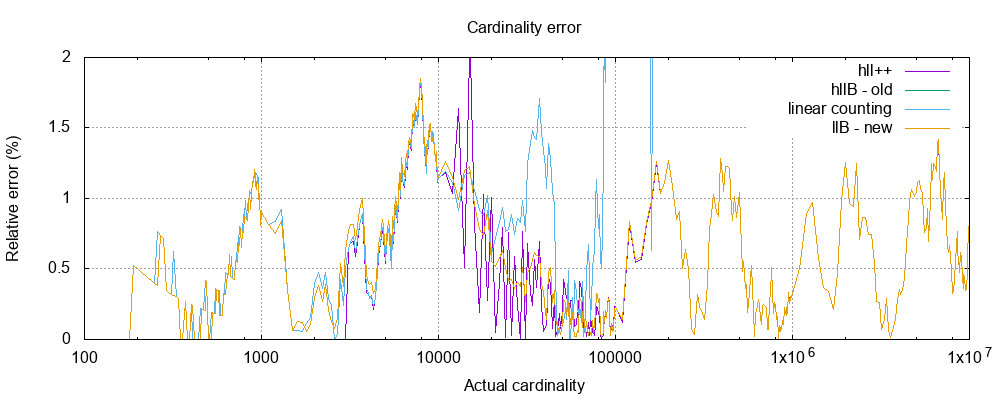 Cardinality error
Relative error (%)
2
1.5
1
0.5
0
hll++
hllB - old
linear counting
llB - new
100
1000
10000
100000
1x10^6
1x10^7
Actual cardinality